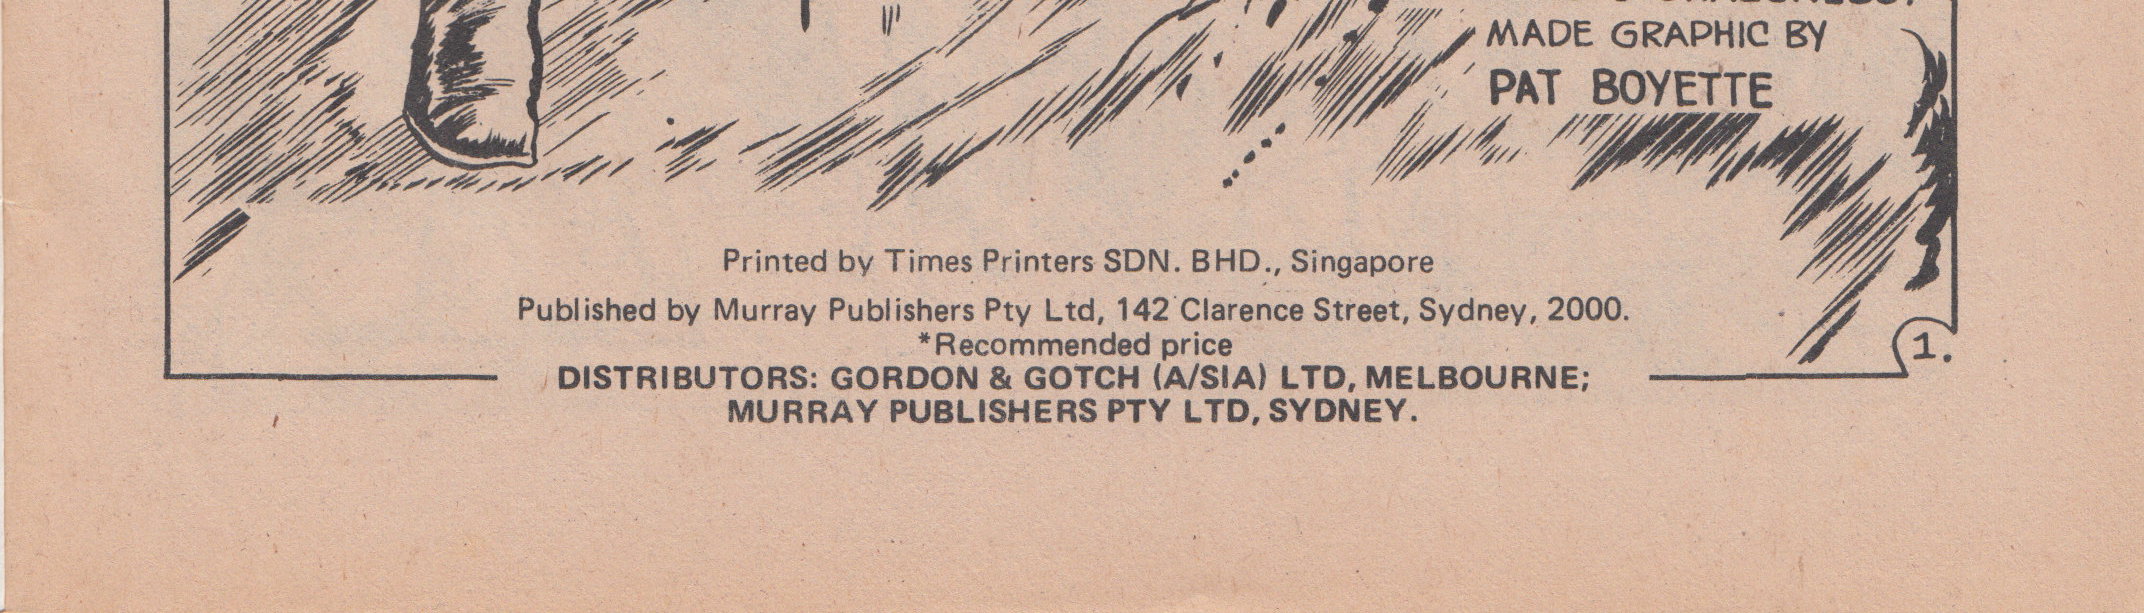 MADE GRAPHIC BY
PAT BOYETTE
Printed by Times Printers SDN. BHD., Singapore
Published by Murray Publishers Pty Ltd, 142 Clarence Street, Sydney, 2000.
*Recommended price
1.
DISTRIBUTORS: GORDON & GOTCH (A/SIA) LTD, MELBOURNE;
MURRAY PUBLISHERS PTY LTD, SYDNEY.